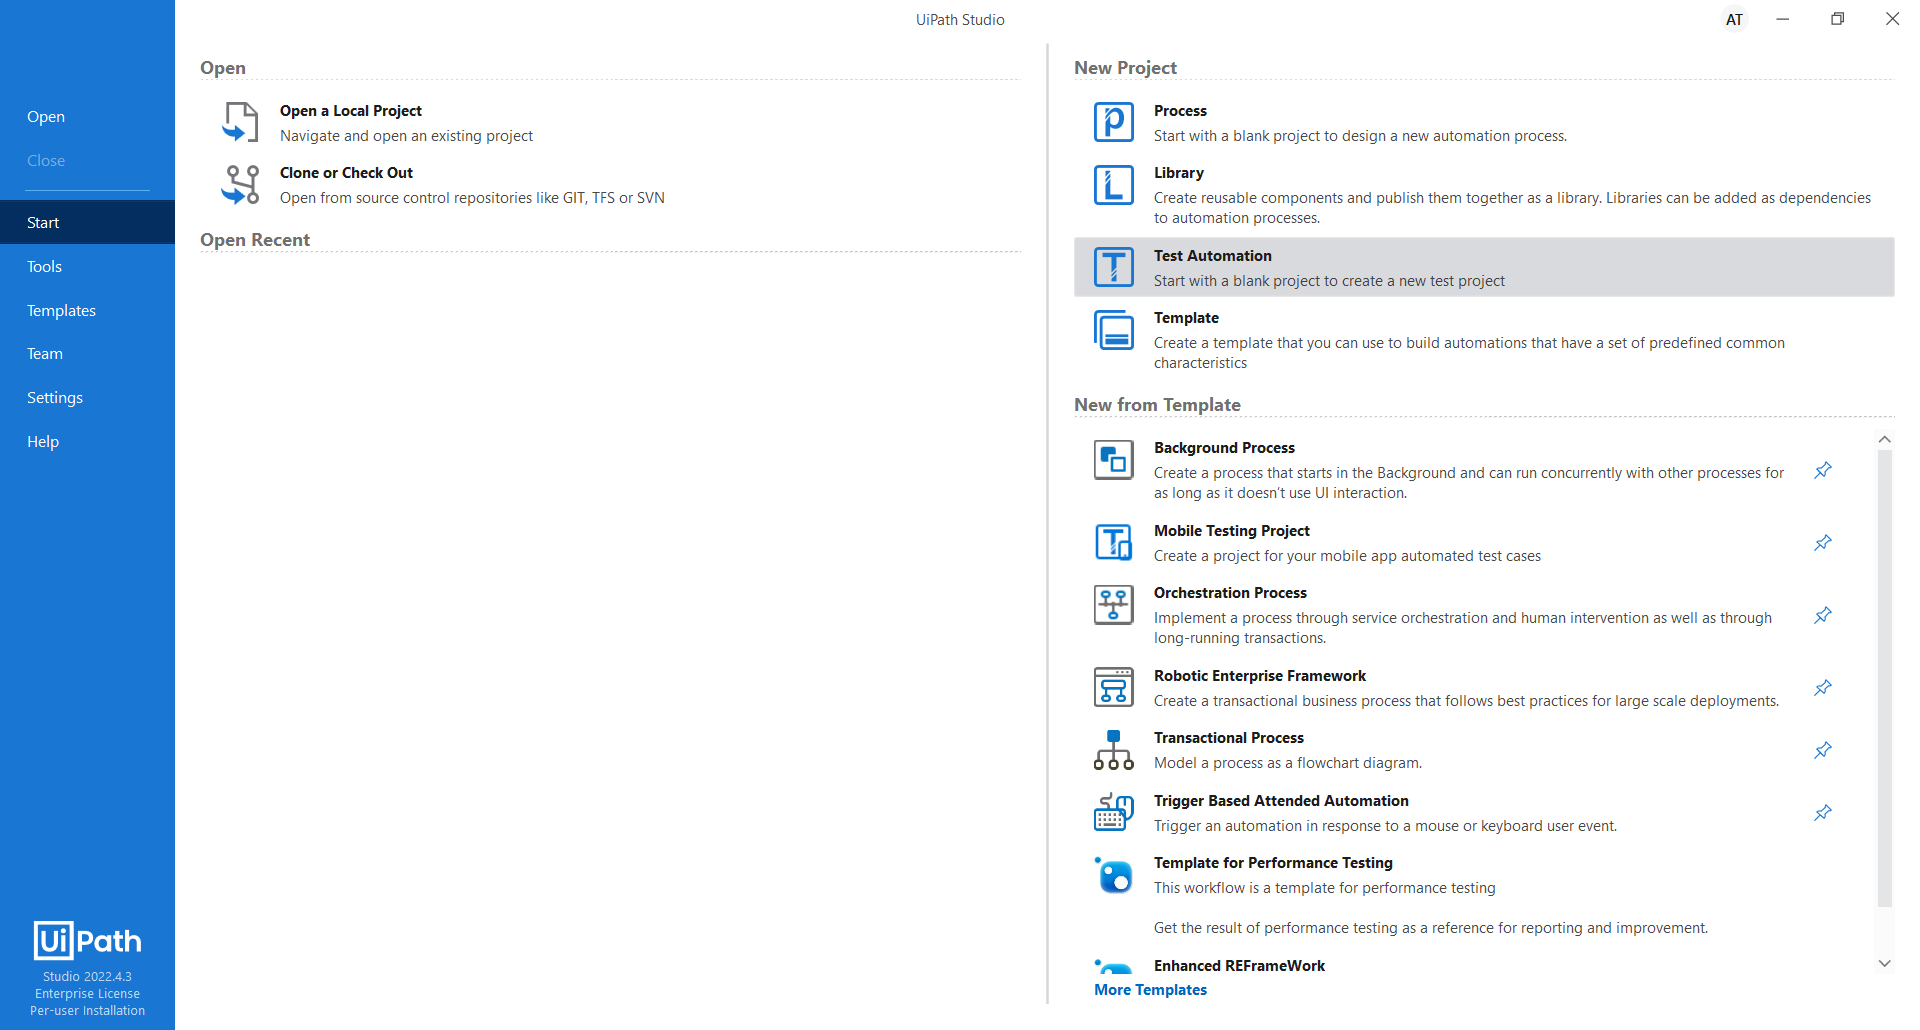 UiPath Studio
AT
Open
Close
Start
Tools
Templates
Team
Settings
Help
UiPath
Studio 2022.4.3
Enterprise License
Per-user Installation
Open
Open a Local Project
Navigate and open an existing project
Clone or Check Out
Open from source control repositories like GIT, TFS or SVN
Open Recent
New Project
Process
Start with a blank project to design a new automation process.
Library
Create reusable components and publish them together as a library. Libraries can be added as dependencies
to automation processes.
Test Automation
Start with a blank project to create a new test project
Template
Create a template that you can use to build automations that have a set of predefined common
characteristics
New from Template
Background Process
Create a process that starts in the Background and can run concurrently with other processes for
as long as it doesn't use UI interaction.
Mobile Testing Project
Create a project for your mobile app automated test cases
Orchestration Process
Implement a process through service orchestration and human intervention as well as through
long-running transactions.
Robotic Enterprise Framework
Create a transactional business process that follows best practices for large scale deployments.
Transactional Process
Model a process as a flowchart diagram.
Trigger Based Attended Automation
Trigger an automation in response to a mouse or keyboard user event.
Template for Performance Testing
This workflow is a template for performance testing
Get the result of performance testing as a reference for reporting and improvement.
Enhanced REFrameWork
More Templates